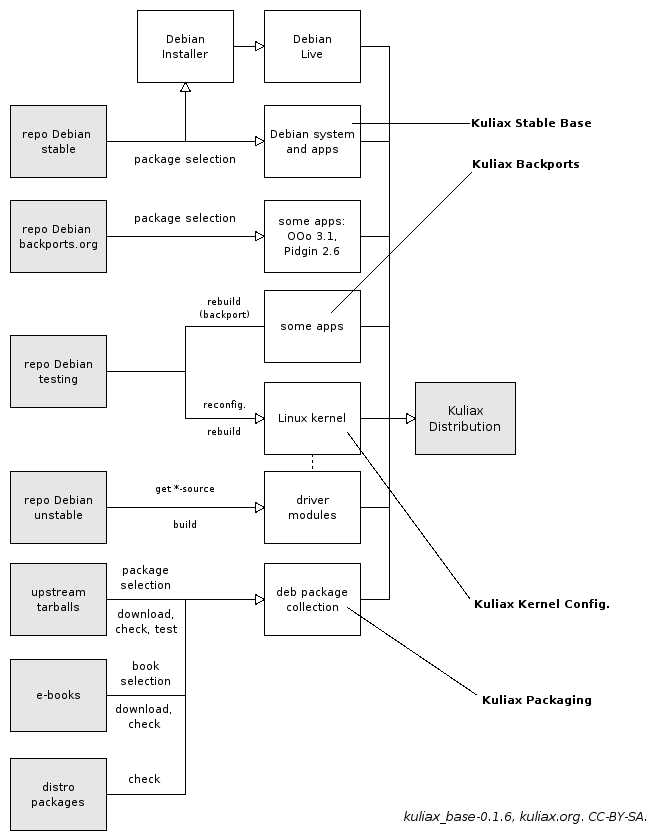 Debian
Installer
Debian
Live
repo Debian
stable
package selection
Debian system
and apps
Kuliax Stable Base
Kuliax Backports
repo Debian
backports.org
package selection
some apps:
OOo 3.1,
Pidgin 2.6
rebuild
(backport)
some apps
repo Debian
testing
reconfig.
rebuild
Linux kernel
Kuliax
Distribution
repo Debian
unstable
get *-source
build
driver
modules
upstream
tarballs
package
selection
download,
check, test
deb package
collection
Kuliax Kernel Config.
e-books
book
selection
download,
check
Kuliax Packaging
distro
packages
check
kuliax_base-0.1.6, kuliax.org. CC-BY-SA.